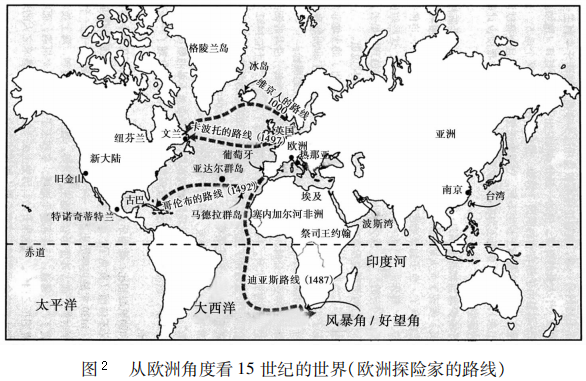 格陵兰岛
冰岛
维京人的路线
1000
卡波托的路线 (1497)
英国
文兰
纽芬兰
新大陆
葡萄牙
欧洲
热那亚
亚洲
亚达尔群岛
旧金山
哥伦布的路线 (1492)
古巴
埃及
南京
台湾
特诺奇蒂特兰
马德拉群岛
塞内加尔河非洲
波斯湾
祭司王约翰
赤道
印度河
迪亚斯路线 (1487)
太平洋
大西洋
风暴角 / 好望角
图2 从欧洲角度看 15 世纪的世界(欧洲探险家的路线)